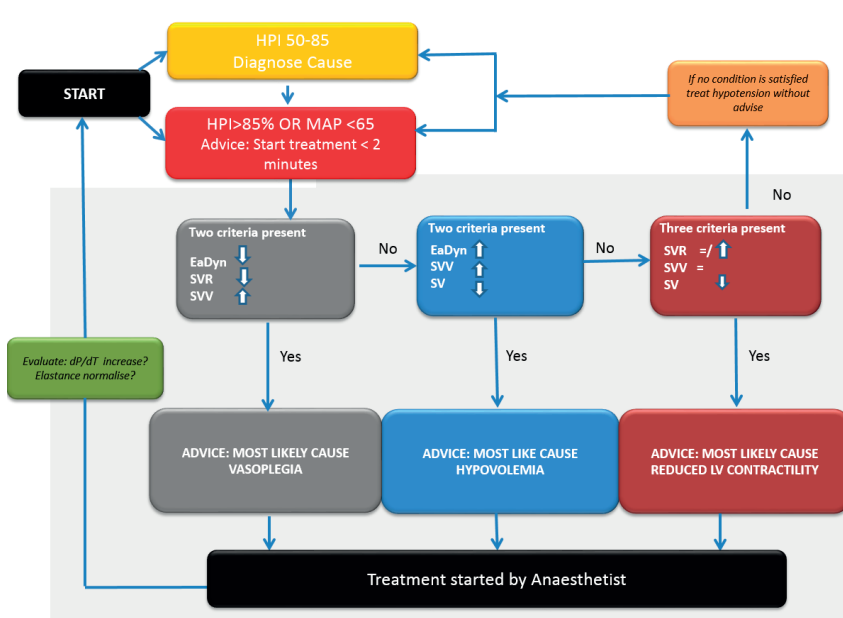 HPI 50-85
Diagnose Cause
START
If no condition is satisfied
treat hypotension without
advise
HPI>85% OR MAP <65
Advice: Start treatment < 2
minutes
No
Two criteria present
EaDyn
SVR
SVV
No
Two criteria present
EaDyn
SVV
SV
No
Three criteria present
SVR =/
SVV =
SV
Evaluate: dP/dT increase?
Elastance normalise?
Yes
Yes
Yes
ADVICE: MOST LIKELY CAUSE
VASOPLEGIA
ADVICE: MOST LIKE CAUSE
HYPOVOLEMIA
ADVICE: MOST LIKELY CAUSE
REDUCED LV CONTRACTILITY
Treatment started by Anaesthetist